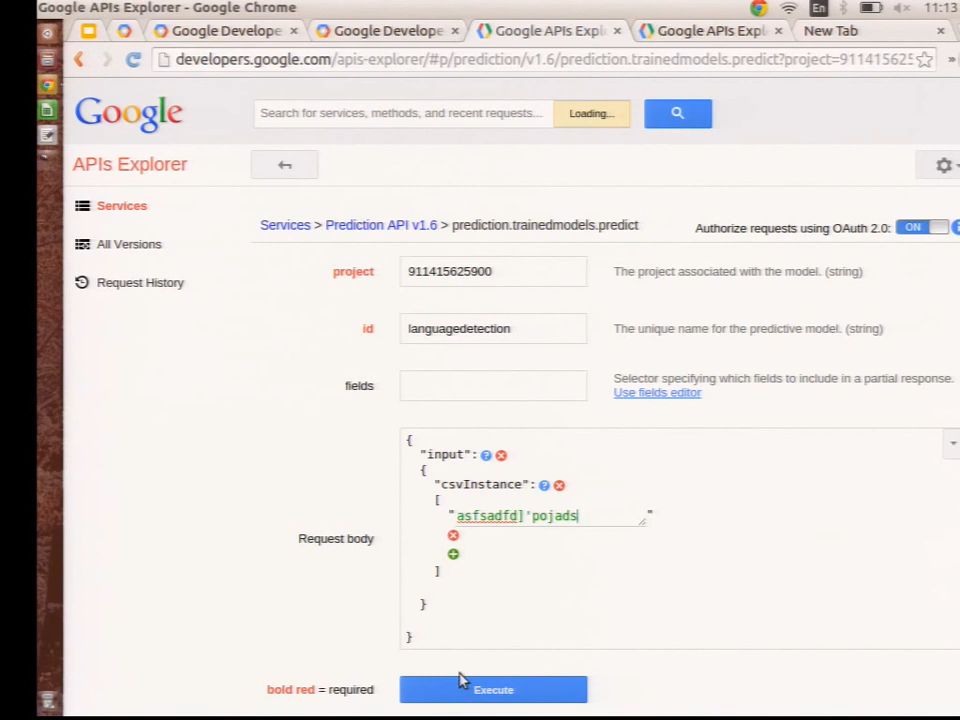 Google APIs Explorer - Google Chrome
En
11:13
Google Develope
Google Develope
Google APIs Expl
Google APIs Expl
New Tab
developers.google.com/apis-explorer/#p/prediction/v1.6/prediction.trainedmodels.predict?project=91141562
Google
Search for services, methods, and recent requests...
Loading...
APIs Explorer
Services
All Versions
Request History
Services > Prediction API v1.6 > prediction.trainedmodels.predict
Authorize requests using OAuth 2.0:
ON
project
911415625900
The project associated with the model. (string)
id
languagedetection
The unique name for the predictive model. (string)
fields
Selector specifying which fields to include in a partial response.
Use fields editor
Request body
{
"input":
{
"csvInstance":
[
"asfsadfd]'pojads"
]
}
}
bold red = required
Execute